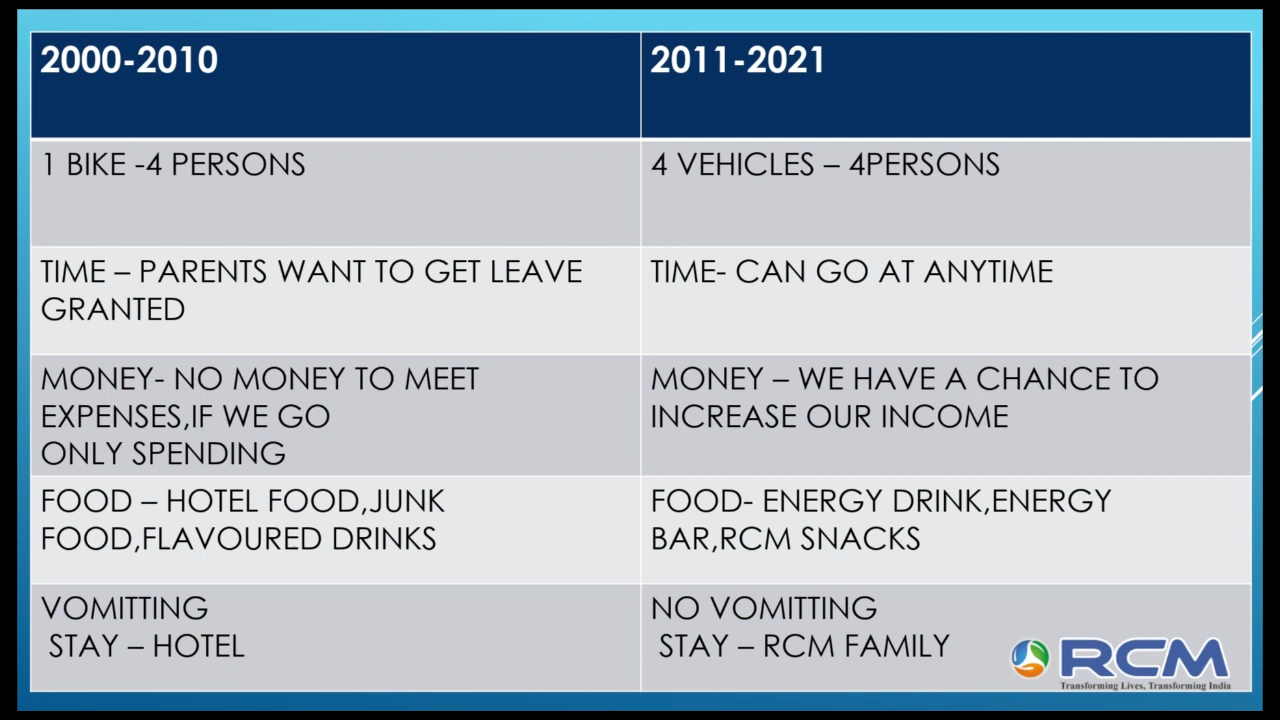 2000-2010
2011-2021
1 BIKE -4 PERSONS
4 VEHICLES – 4PERSONS
TIME – PARENTS WANT TO GET LEAVE
GRANTED
TIME- CAN GO AT ANYTIME
MONEY- NO MONEY TO MEET
EXPENSES,IF WE GO
ONLY SPENDING
MONEY – WE HAVE A CHANCE TO
INCREASE OUR INCOME
FOOD – HOTEL FOOD,JUNK
FOOD,FLAVOURED DRINKS
FOOD- ENERGY DRINK,ENERGY
BAR,RCM SNACKS
VOMITTING
STAY – HOTEL
NO VOMITTING
STAY – RCM FAMILY
RCM
Transforming Lives, Transforming India